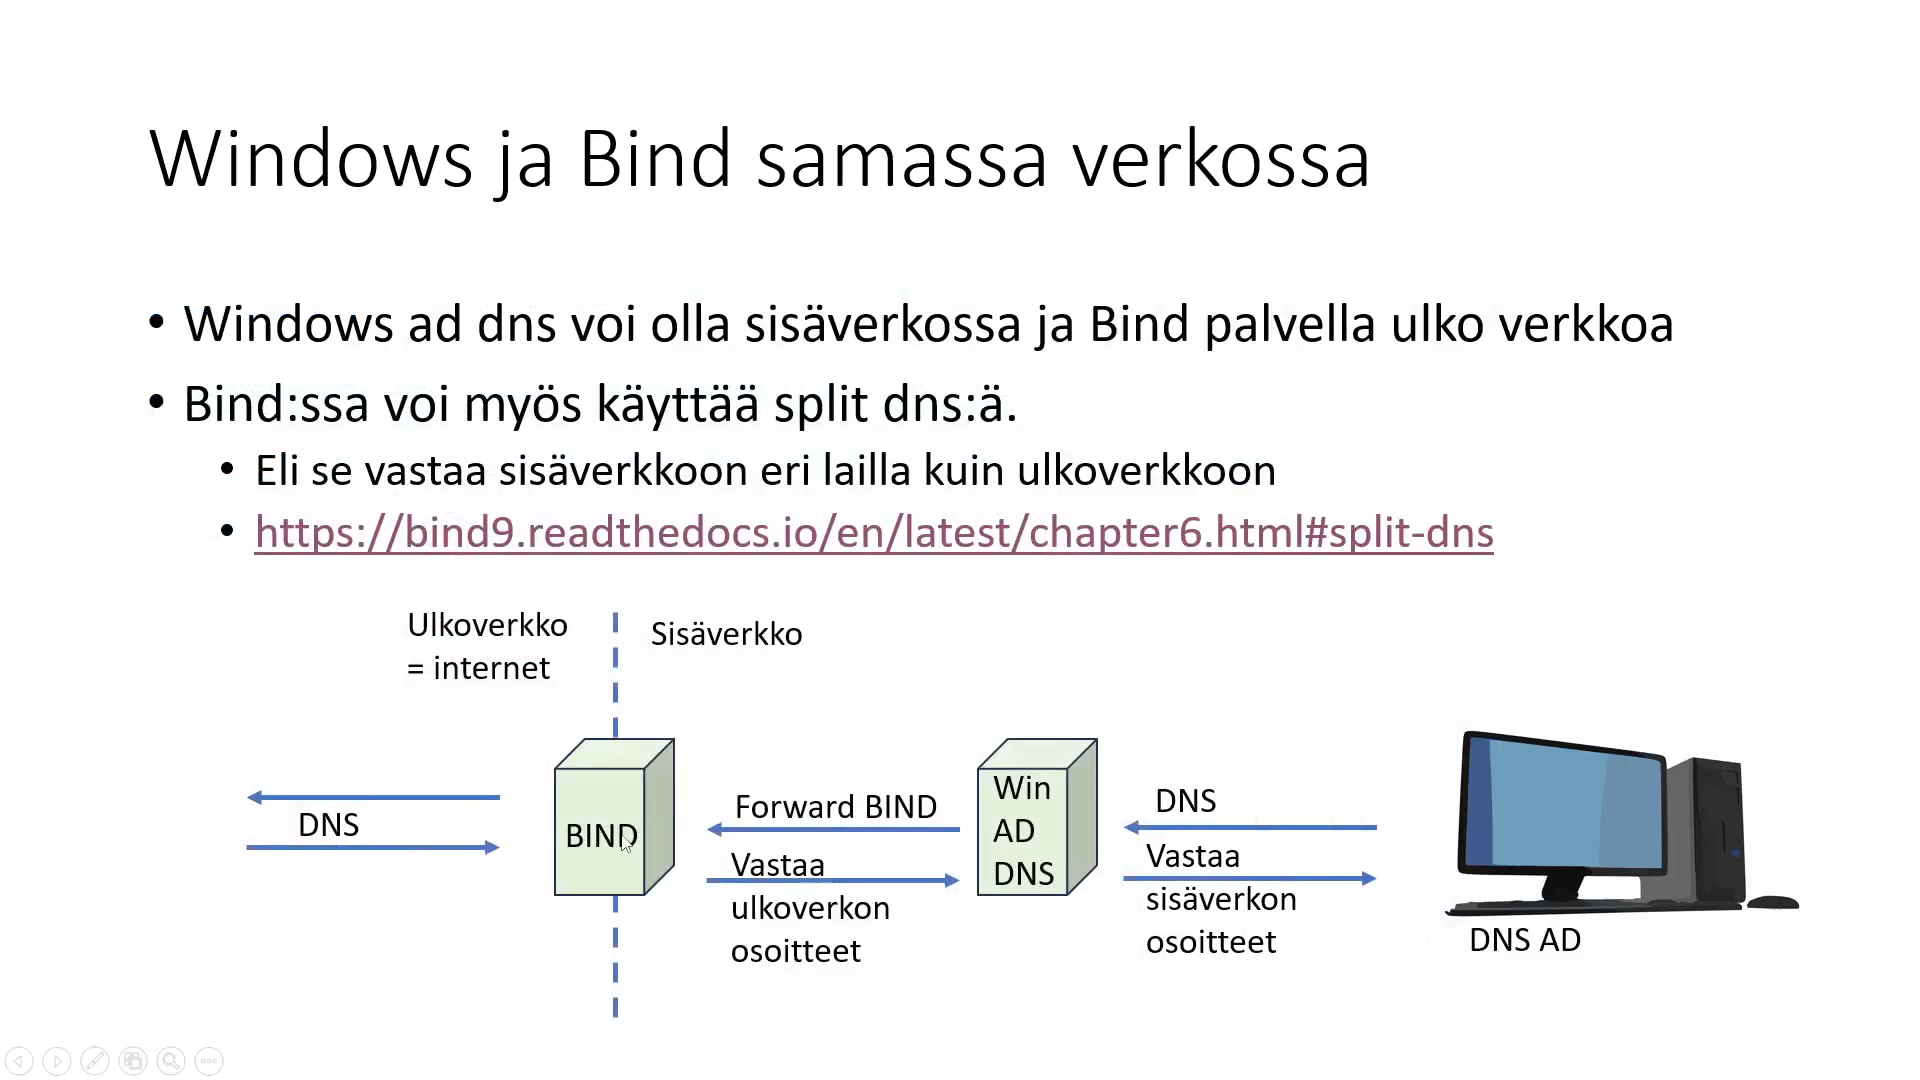 Windows ja Bind samassa verkossa
• Windows ad dns voi olla sisäverkossa ja Bind palvella ulko verkkoa
• Bind:ssa voi myös käyttää split dns:ä.
• Eli se vastaa sisäverkkoon eri lailla kuin ulkoverkkoon
• https://bind9.readthedocs.io/en/latest/chapter6.html#split-dns
Ulkoverkko
= internet
Sisäverkko
DNS
BIND
Forward BIND
Vastaa
ulkoverkon
osoitteet
Win
AD
DNS
DNS
Vastaa
sisäverkon
osoitteet
DNS AD